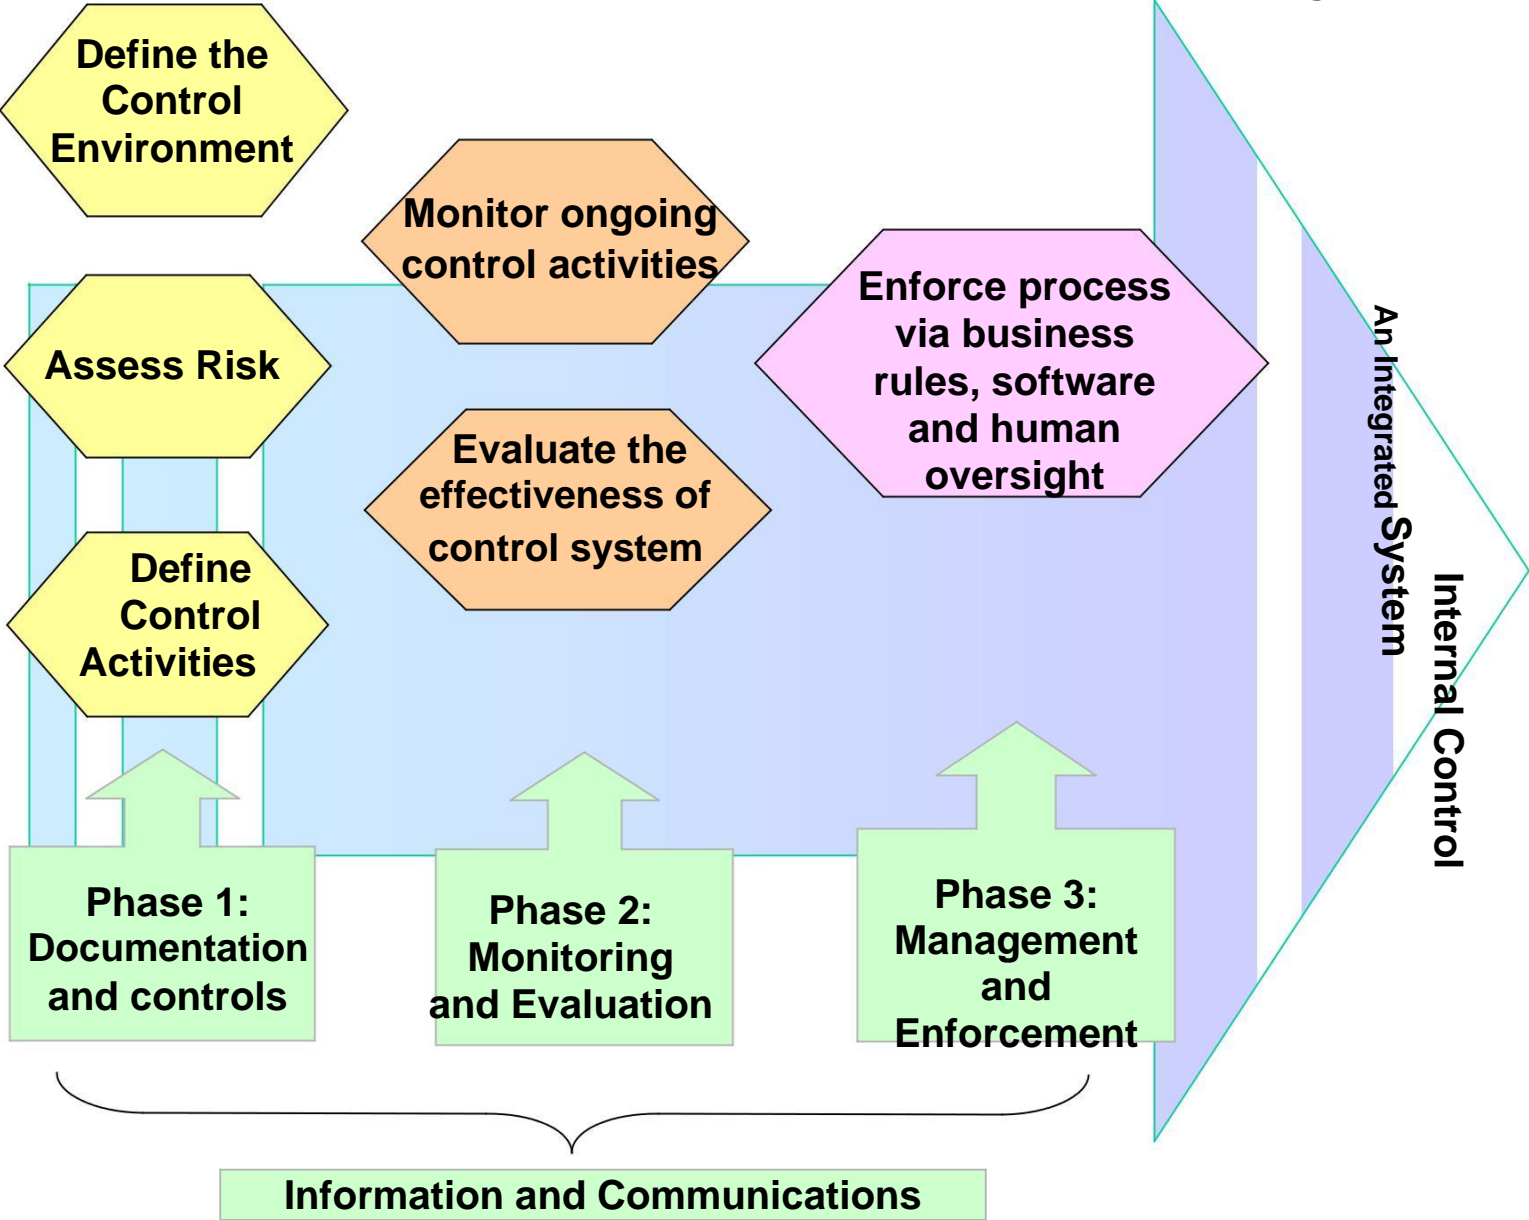 Define the
Control
Environment
Monitor ongoing
control activities
Enforce process
via business
rules, software
and human
oversight
Assess Risk
Evaluate the
effectiveness of
control system
Define
Control
Activities
An Integrated System
Internal Control
Phase 1:
Documentation
and controls
Phase 2:
Monitoring
and Evaluation
Phase 3:
Management
and
Enforcement
Information and Communications